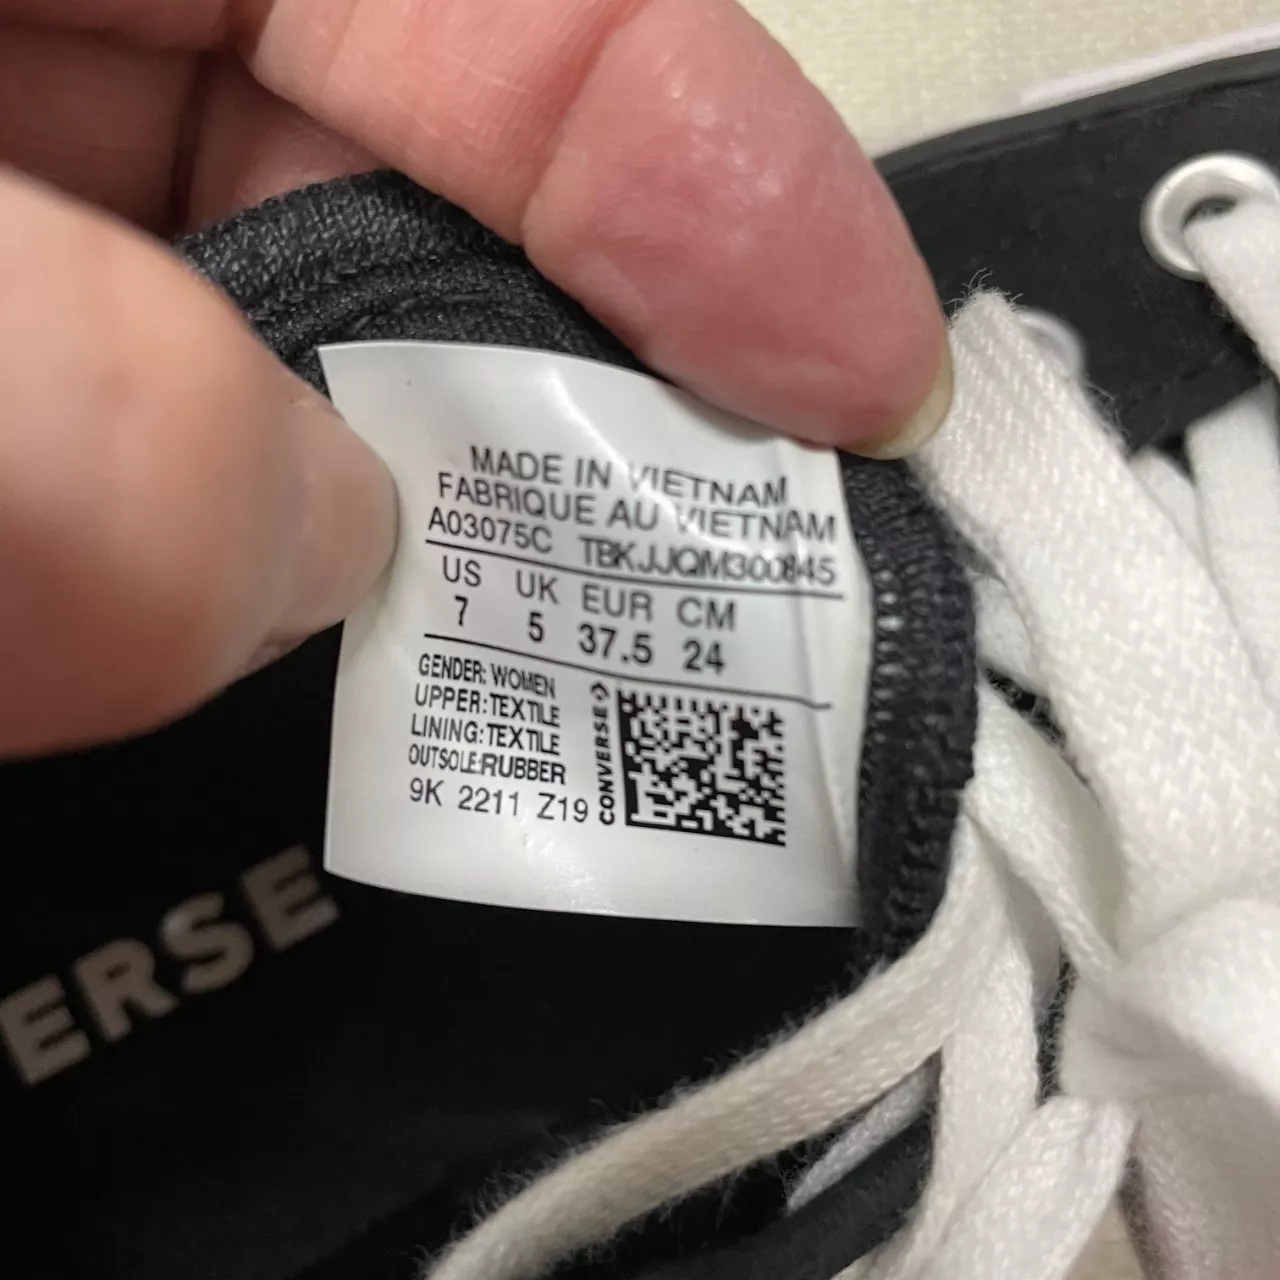 MADE IN VIETNAM
FABRIQUE AU VIETNAM
A03075C TBKJJQM300845
US UK EUR CM
7 5 37.5 24
GENDER: WOMEN
UPPER:TEXTILE
LINING:TEXTILE
OUTSOLE:RUBBER
9K 2211 Z19
CONVERSE
ERSE